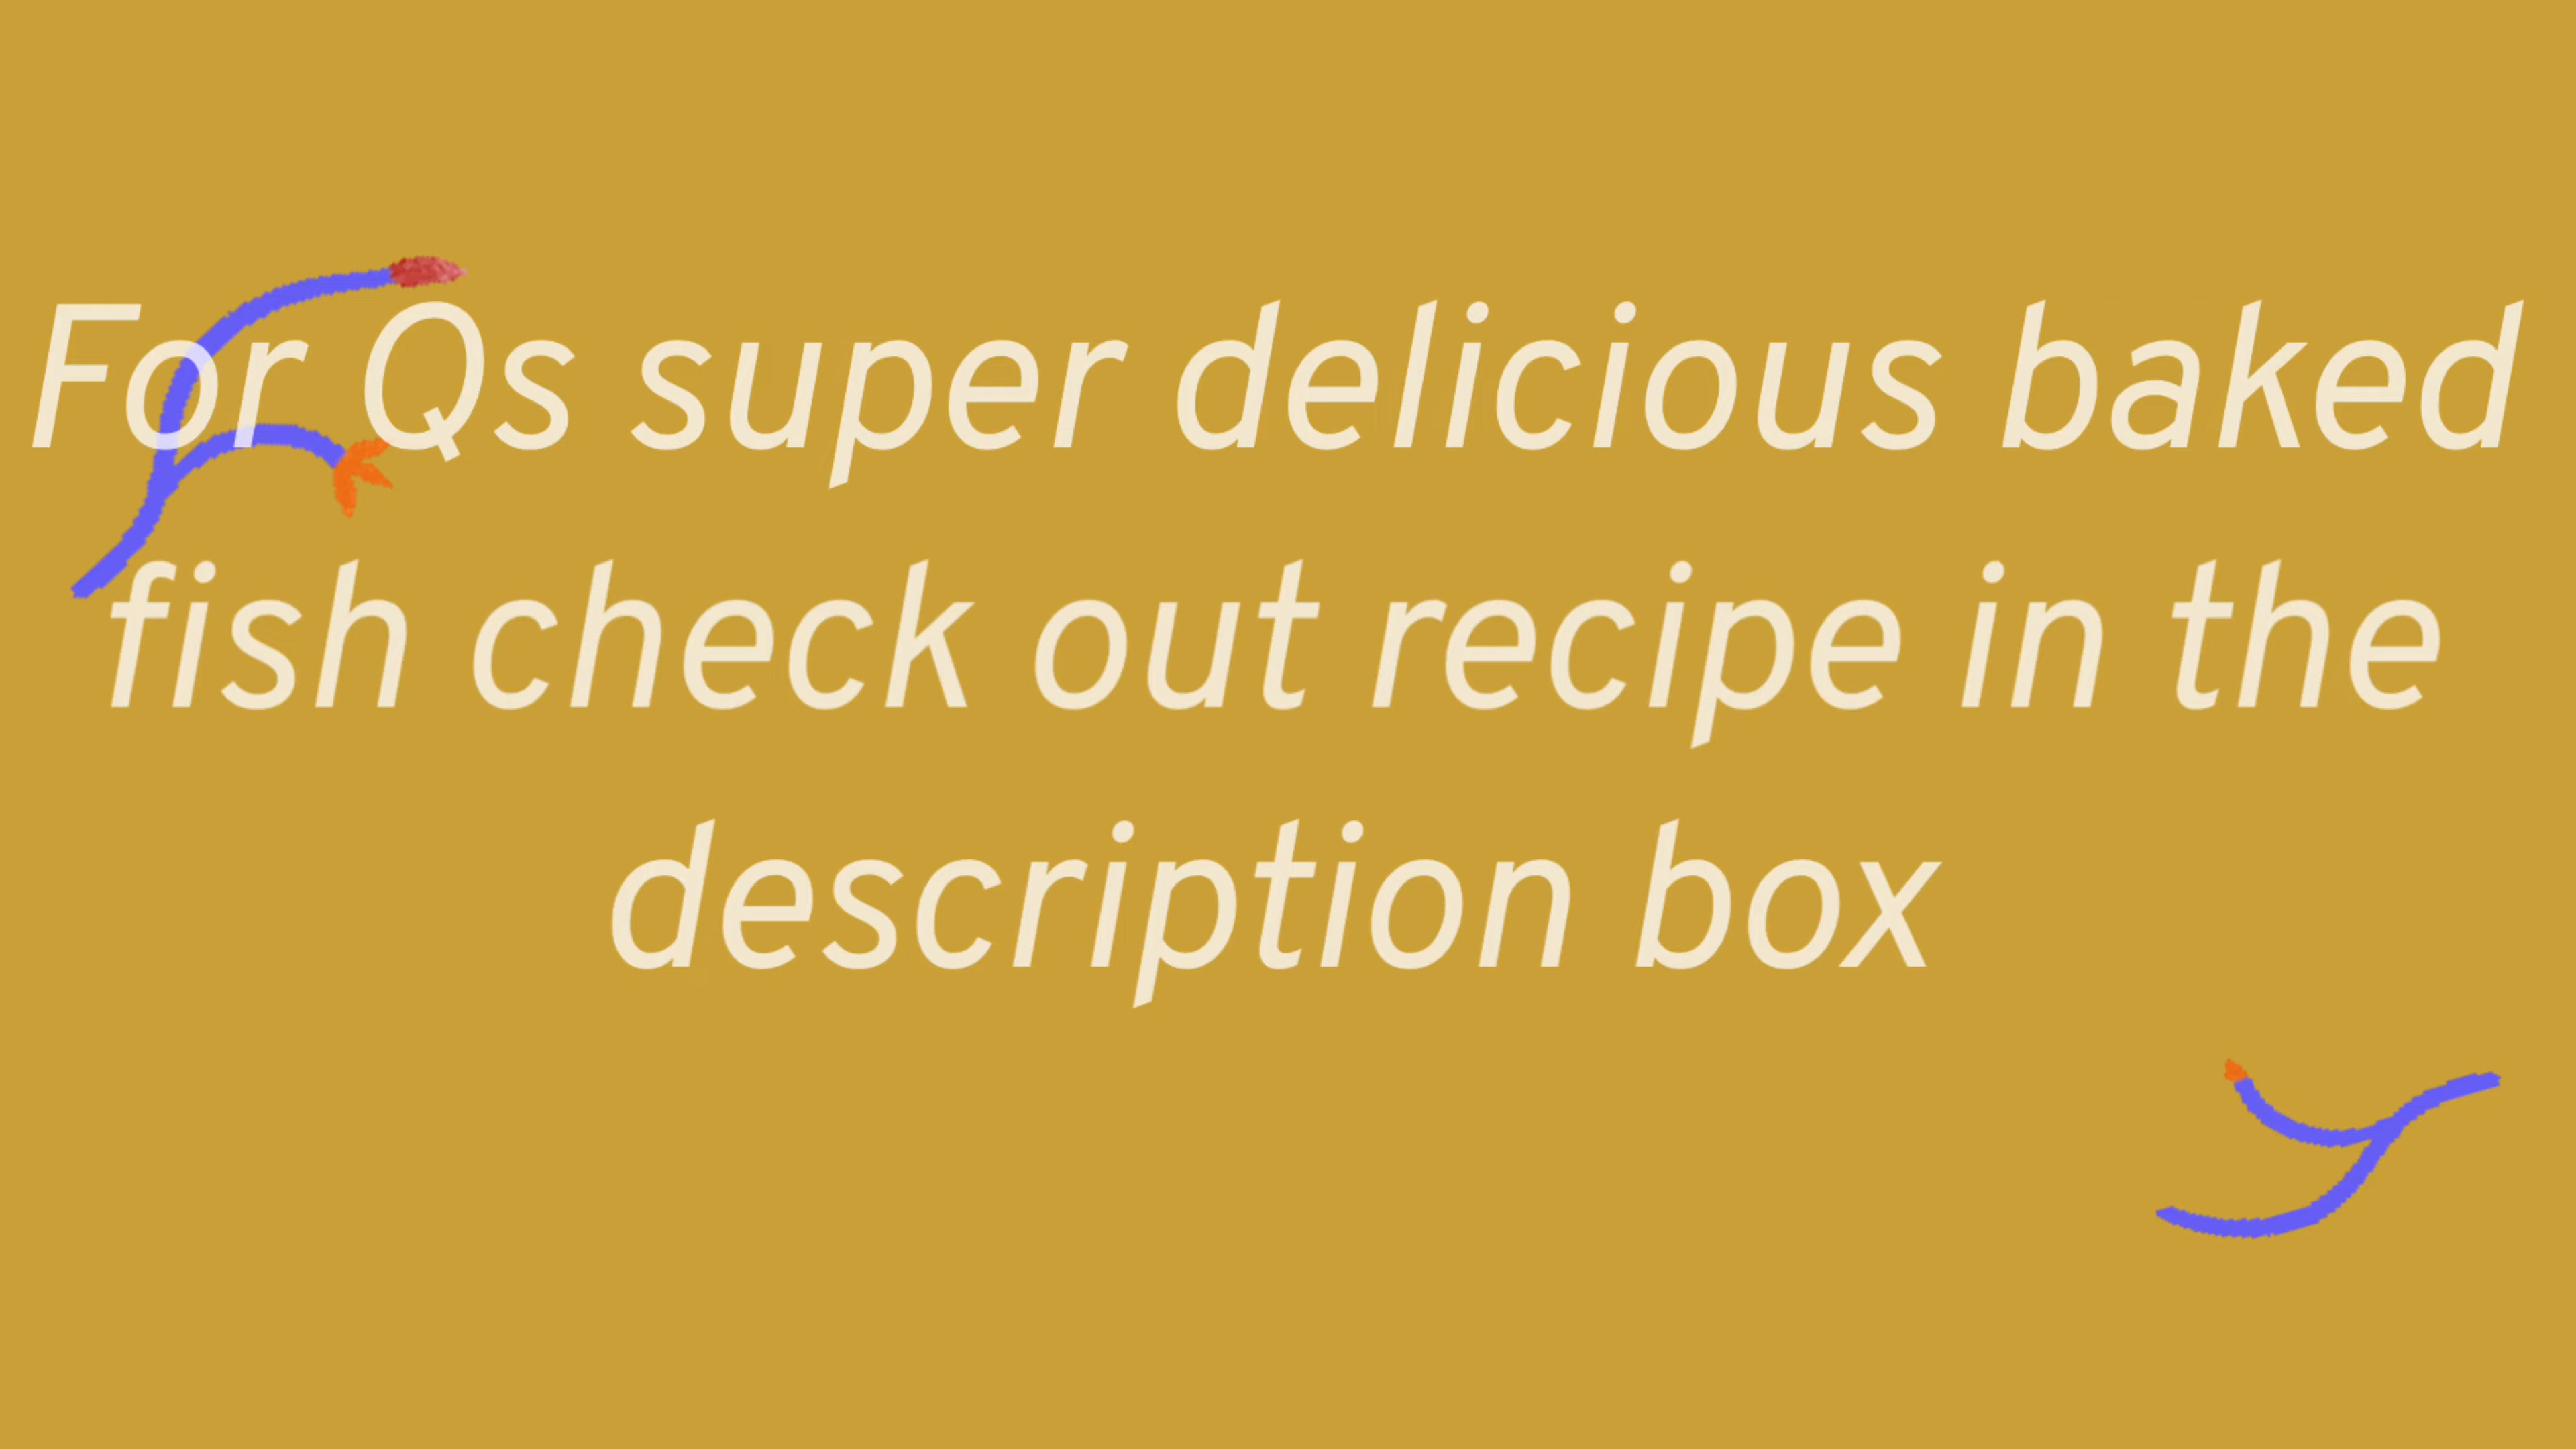 For Qs super delicious baked
fish check out recipe in the
description box